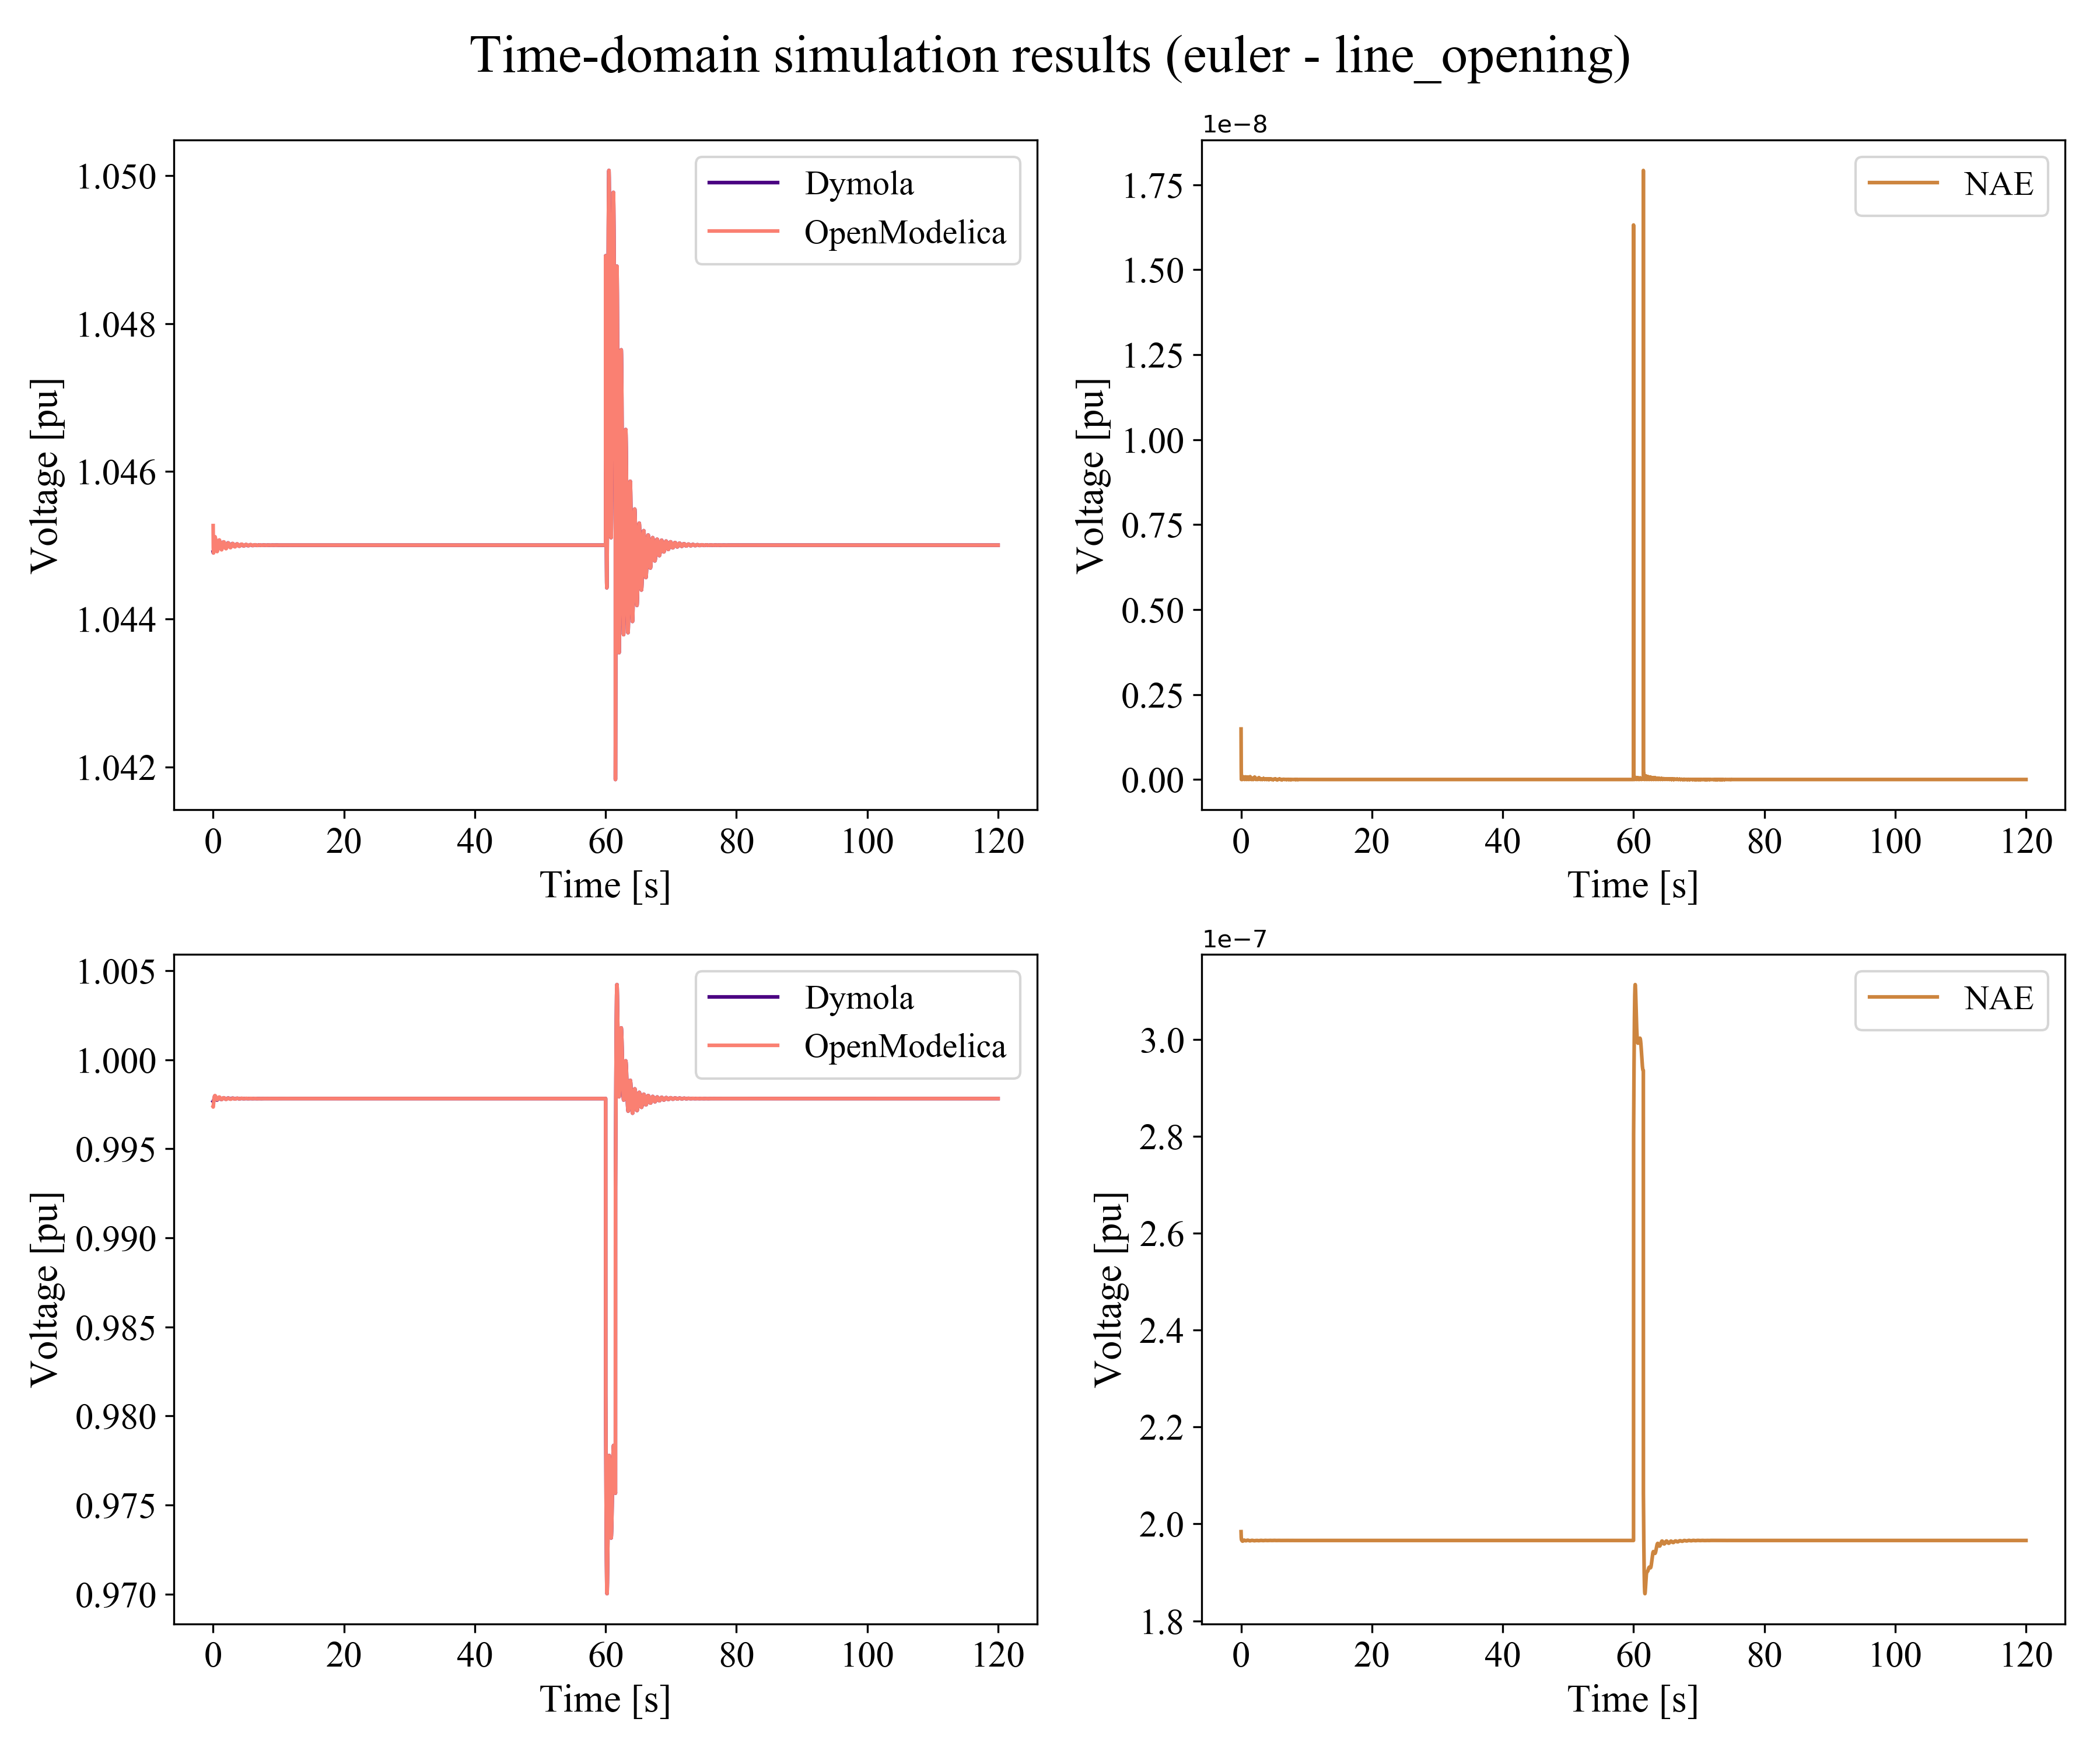 Time-domain simulation results (euler - line_opening)
Dymola
OpenModelica
1.050
1.048
1.046
1.044
1.042
Voltage [pu]
0 20 40 60 80 100 120
Time [s]
1e−8
NAE
1.75
1.50
1.25
1.00
0.75
0.50
0.25
0.00
Voltage [pu]
0 20 40 60 80 100 120
Time [s]
Dymola
OpenModelica
1.005
1.000
0.995
0.990
0.985
0.980
0.975
0.970
Voltage [pu]
0 20 40 60 80 100 120
Time [s]
1e−7
NAE
3.0
2.8
2.6
2.4
2.2
2.0
1.8
Voltage [pu]
0 20 40 60 80 100 120
Time [s]